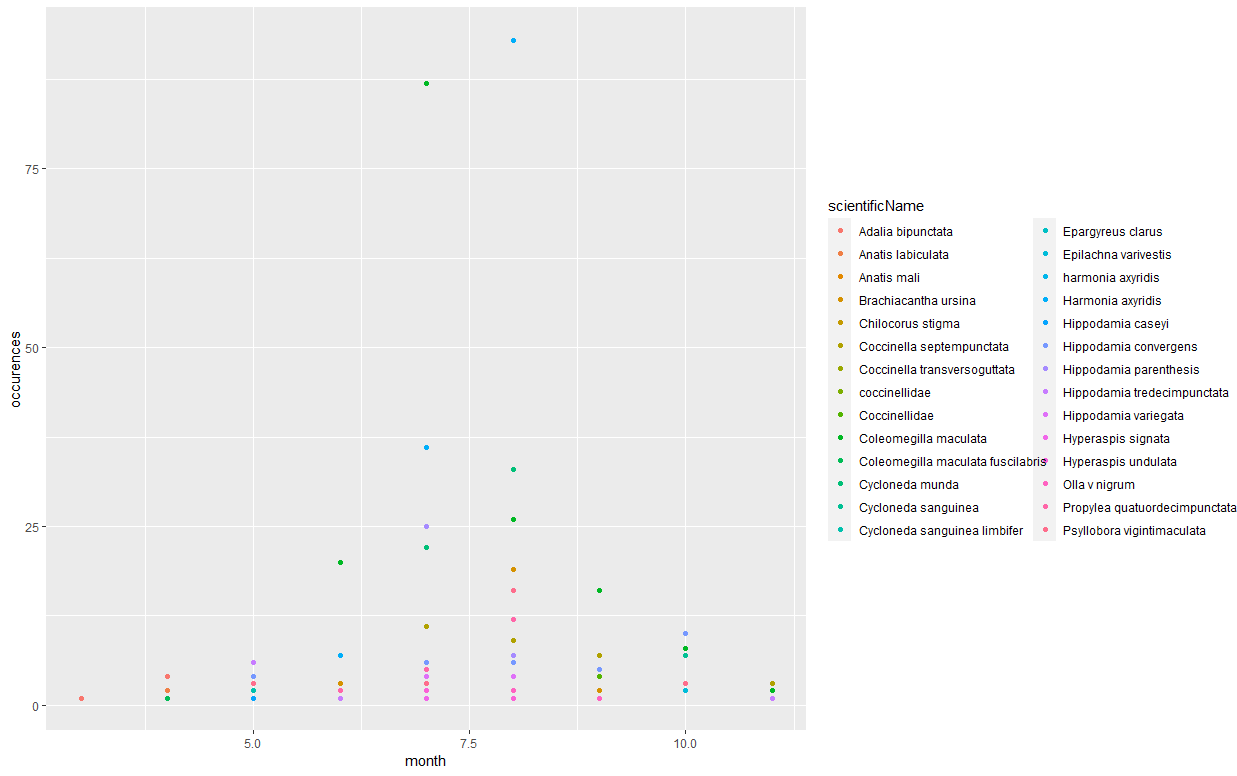 75
50
25
0
occurences
5.0
7.5
10.0
month
scientificName
Adalia bipunctata
Anatis labiculata
Anatis mali
Brachiacantha ursina
Chilocorus stigma
Coccinella septempunctata
Coccinella transversoguttata
coccinellidae
Coccinellidae
Coleomegilla maculata
Coleomegilla maculata fuscilabris
Cycloneda munda
Cycloneda sanguinea
Cycloneda sanguinea limbifer
Epargyreus clarus
Epilachna varivestis
harmonia axyridis
Harmonia axyridis
Hippodamia caseyi
Hippodamia convergens
Hippodamia parenthesis
Hippodamia tredecimpunctata
Hippodamia variegata
Hyperaspis signata
Hyperaspis undulata
Olla v nigrum
Propylea quatuordecimpunctata
Psyllobora vigintimaculata